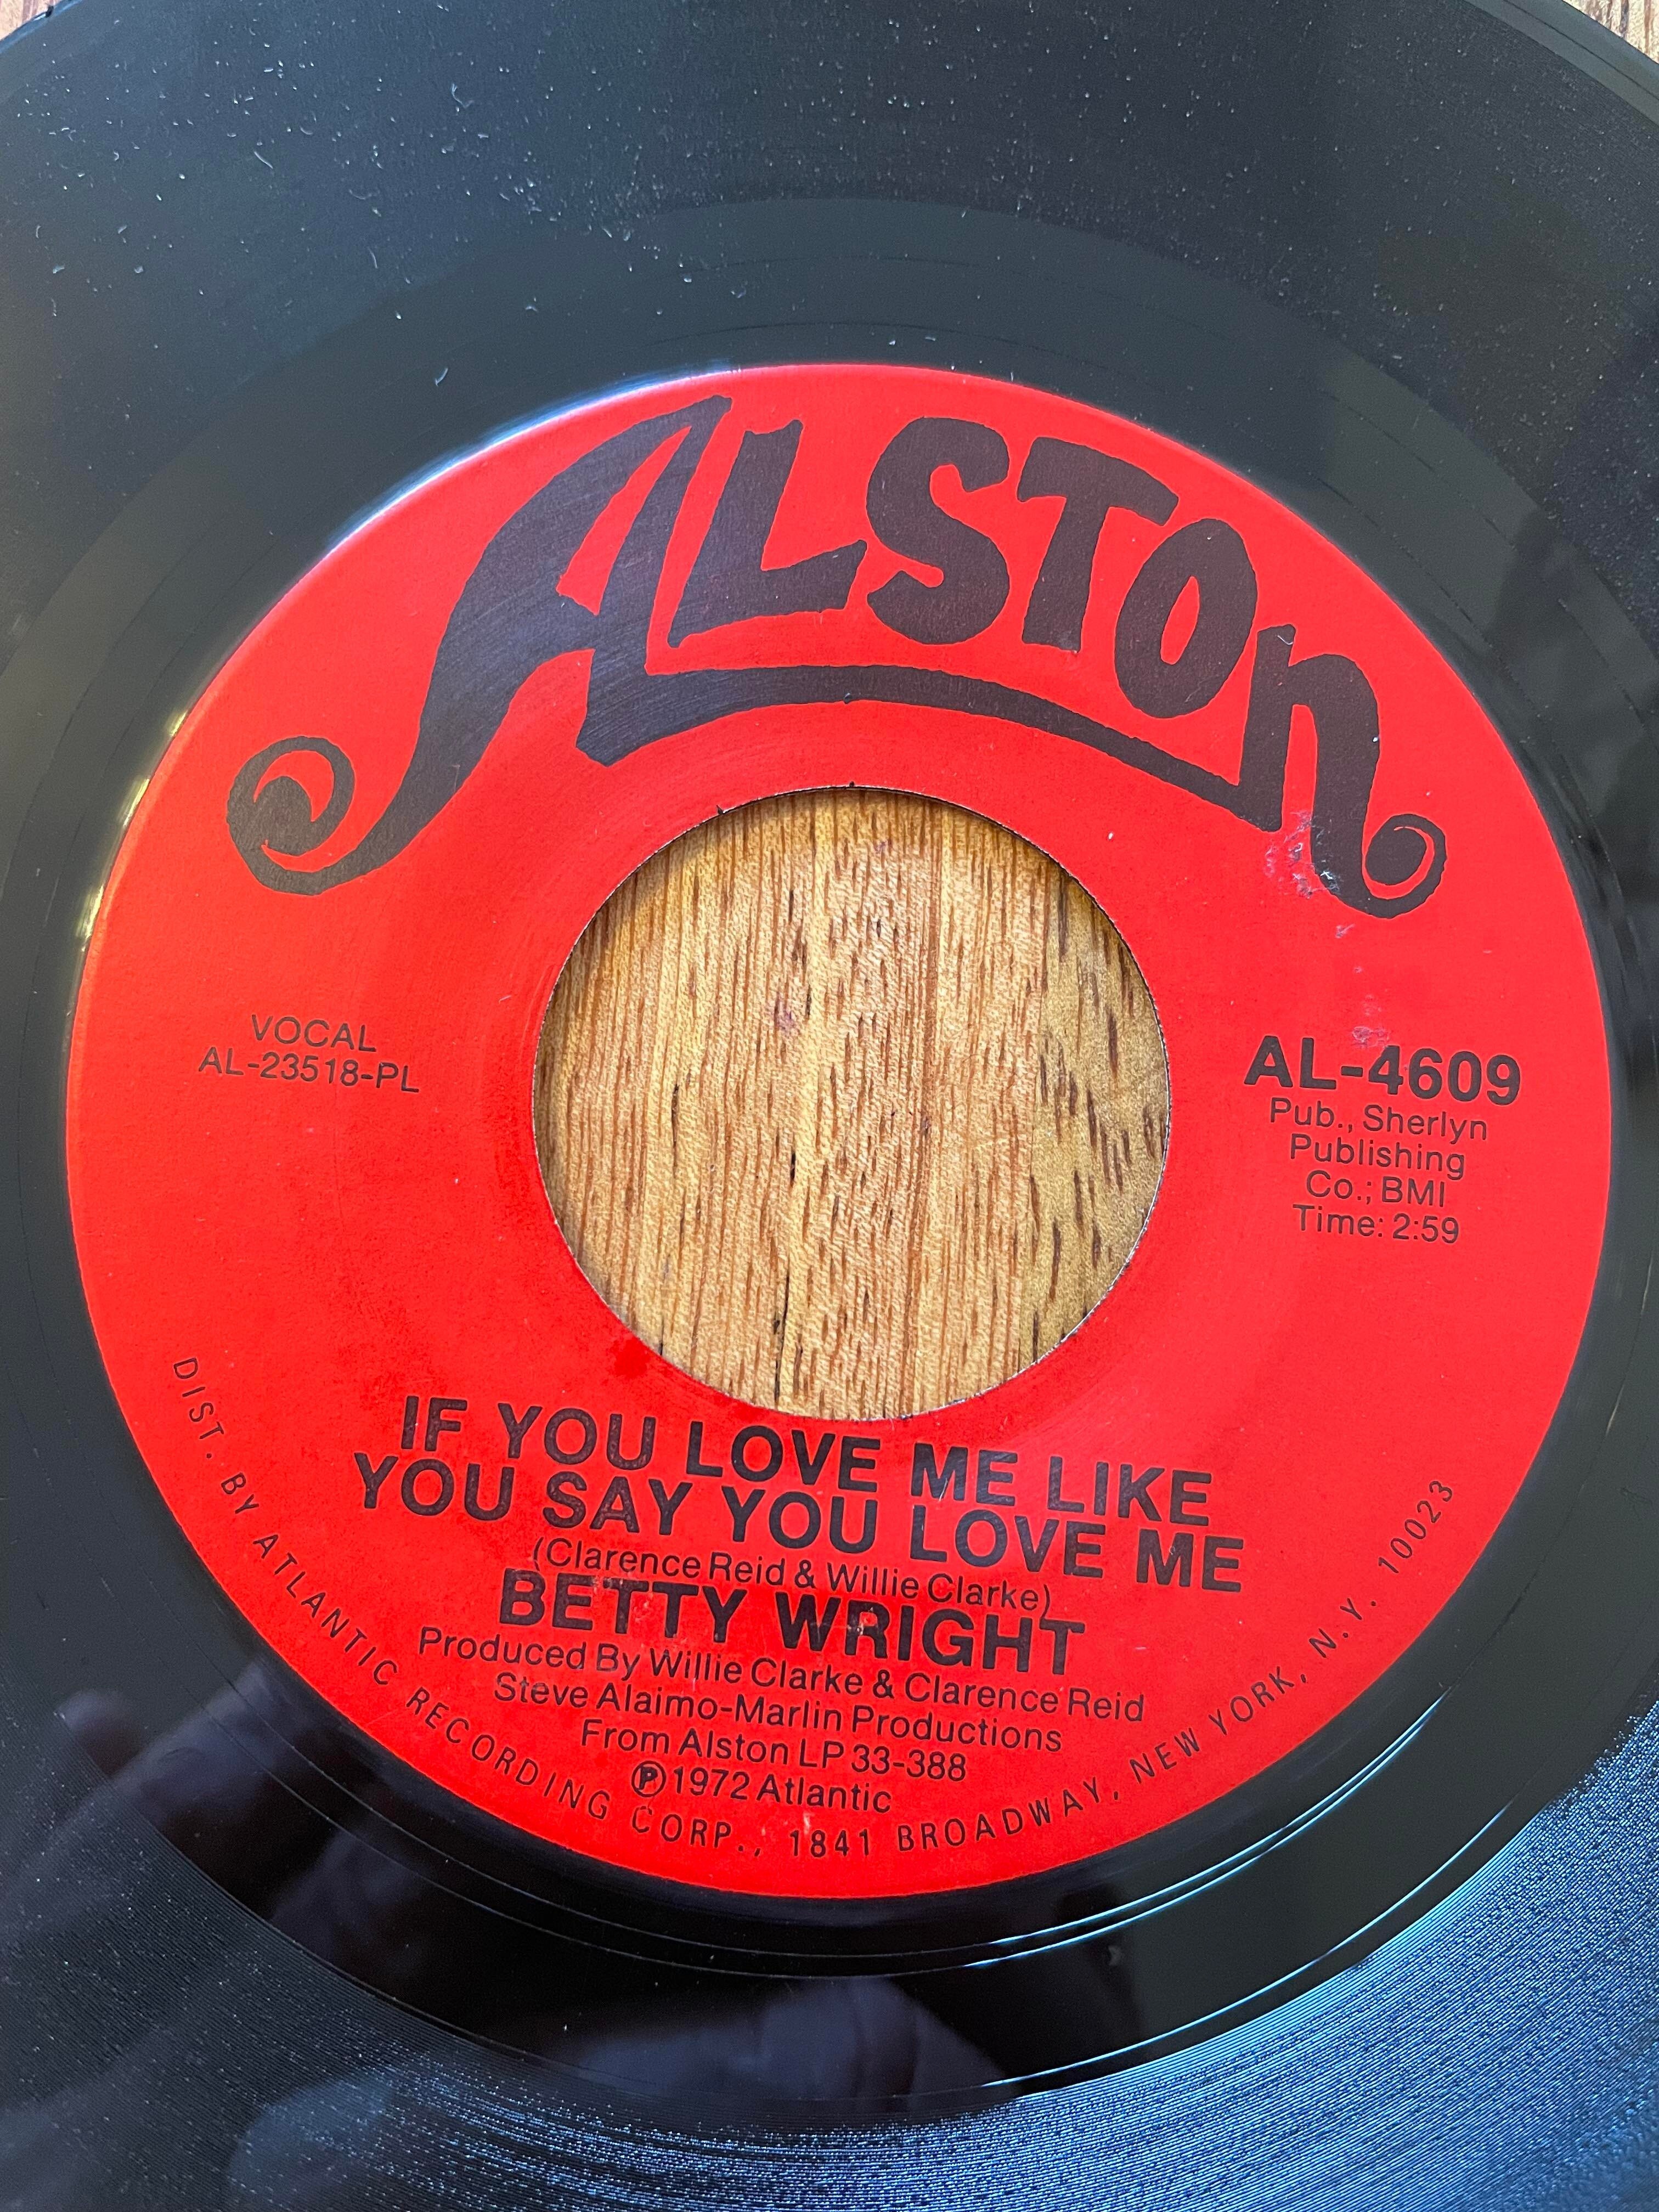 ALSTON
VOCAL
AL-23518-PL
AL-4609
Pub., Sherlyn
Publishing
Co.; BMI
Time: 2:59
IF YOU LOVE ME LIKE
YOU SAY YOU LOVE ME
(Clarence Reid & Willie Clarke)
BETTY WRIGHT
Produced By Willie Clarke & Clarence Reid
Steve Alaimo-Marlin Productions
From Alston LP 33-388
℗1972 Atlantic
DIST. BY ATLANTIC RECORDING CORP., 1841 BROADWAY, NEW YORK, N.Y. 10023